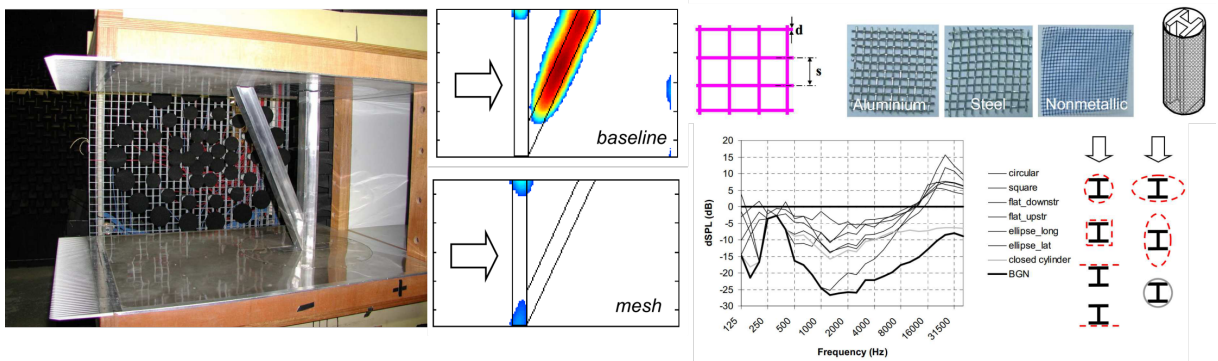 baseline
mesh
d
s
Aluminium
Steel
Nonmetallic
dSPL (dB)
20
15
10
5
0
-5
-10
-15
-20
-25
-30
125
250
500
1000
2000
4000
8000
16000
31500
Frequency (Hz)
circular
square
flat_downstr
flat_upstr
ellipse_long
ellipse_lat
closed cylinder
BGN